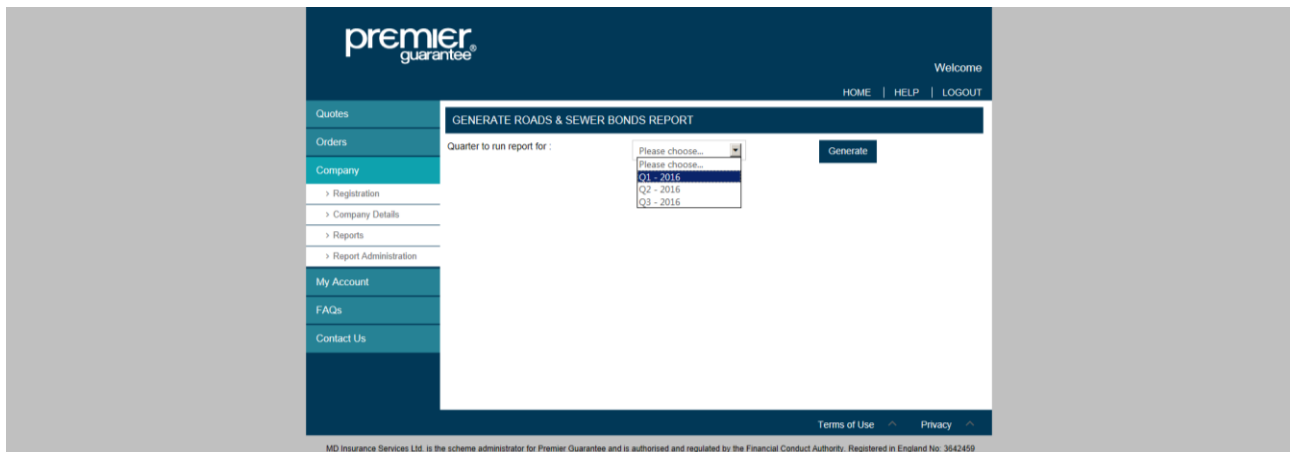 premier
guarantee®
Welcome
HOME | HELP | LOGOUT
Quotes
Orders
Company
> Registration
> Company Details
> Reports
> Report Administration
My Account
FAQs
Contact Us
GENERATE ROADS & SEWER BONDS REPORT
Quarter to run report for :
Please choose...
Please choose...
Q1 - 2016
Q2 - 2016
Q3 - 2016
Generate
Terms of Use
Privacy
MD Insurance Services Ltd. is the scheme administrator for Premier Guarantee and is authorised and regulated by the Financial Conduct Authority. Registered in England No: 3642459